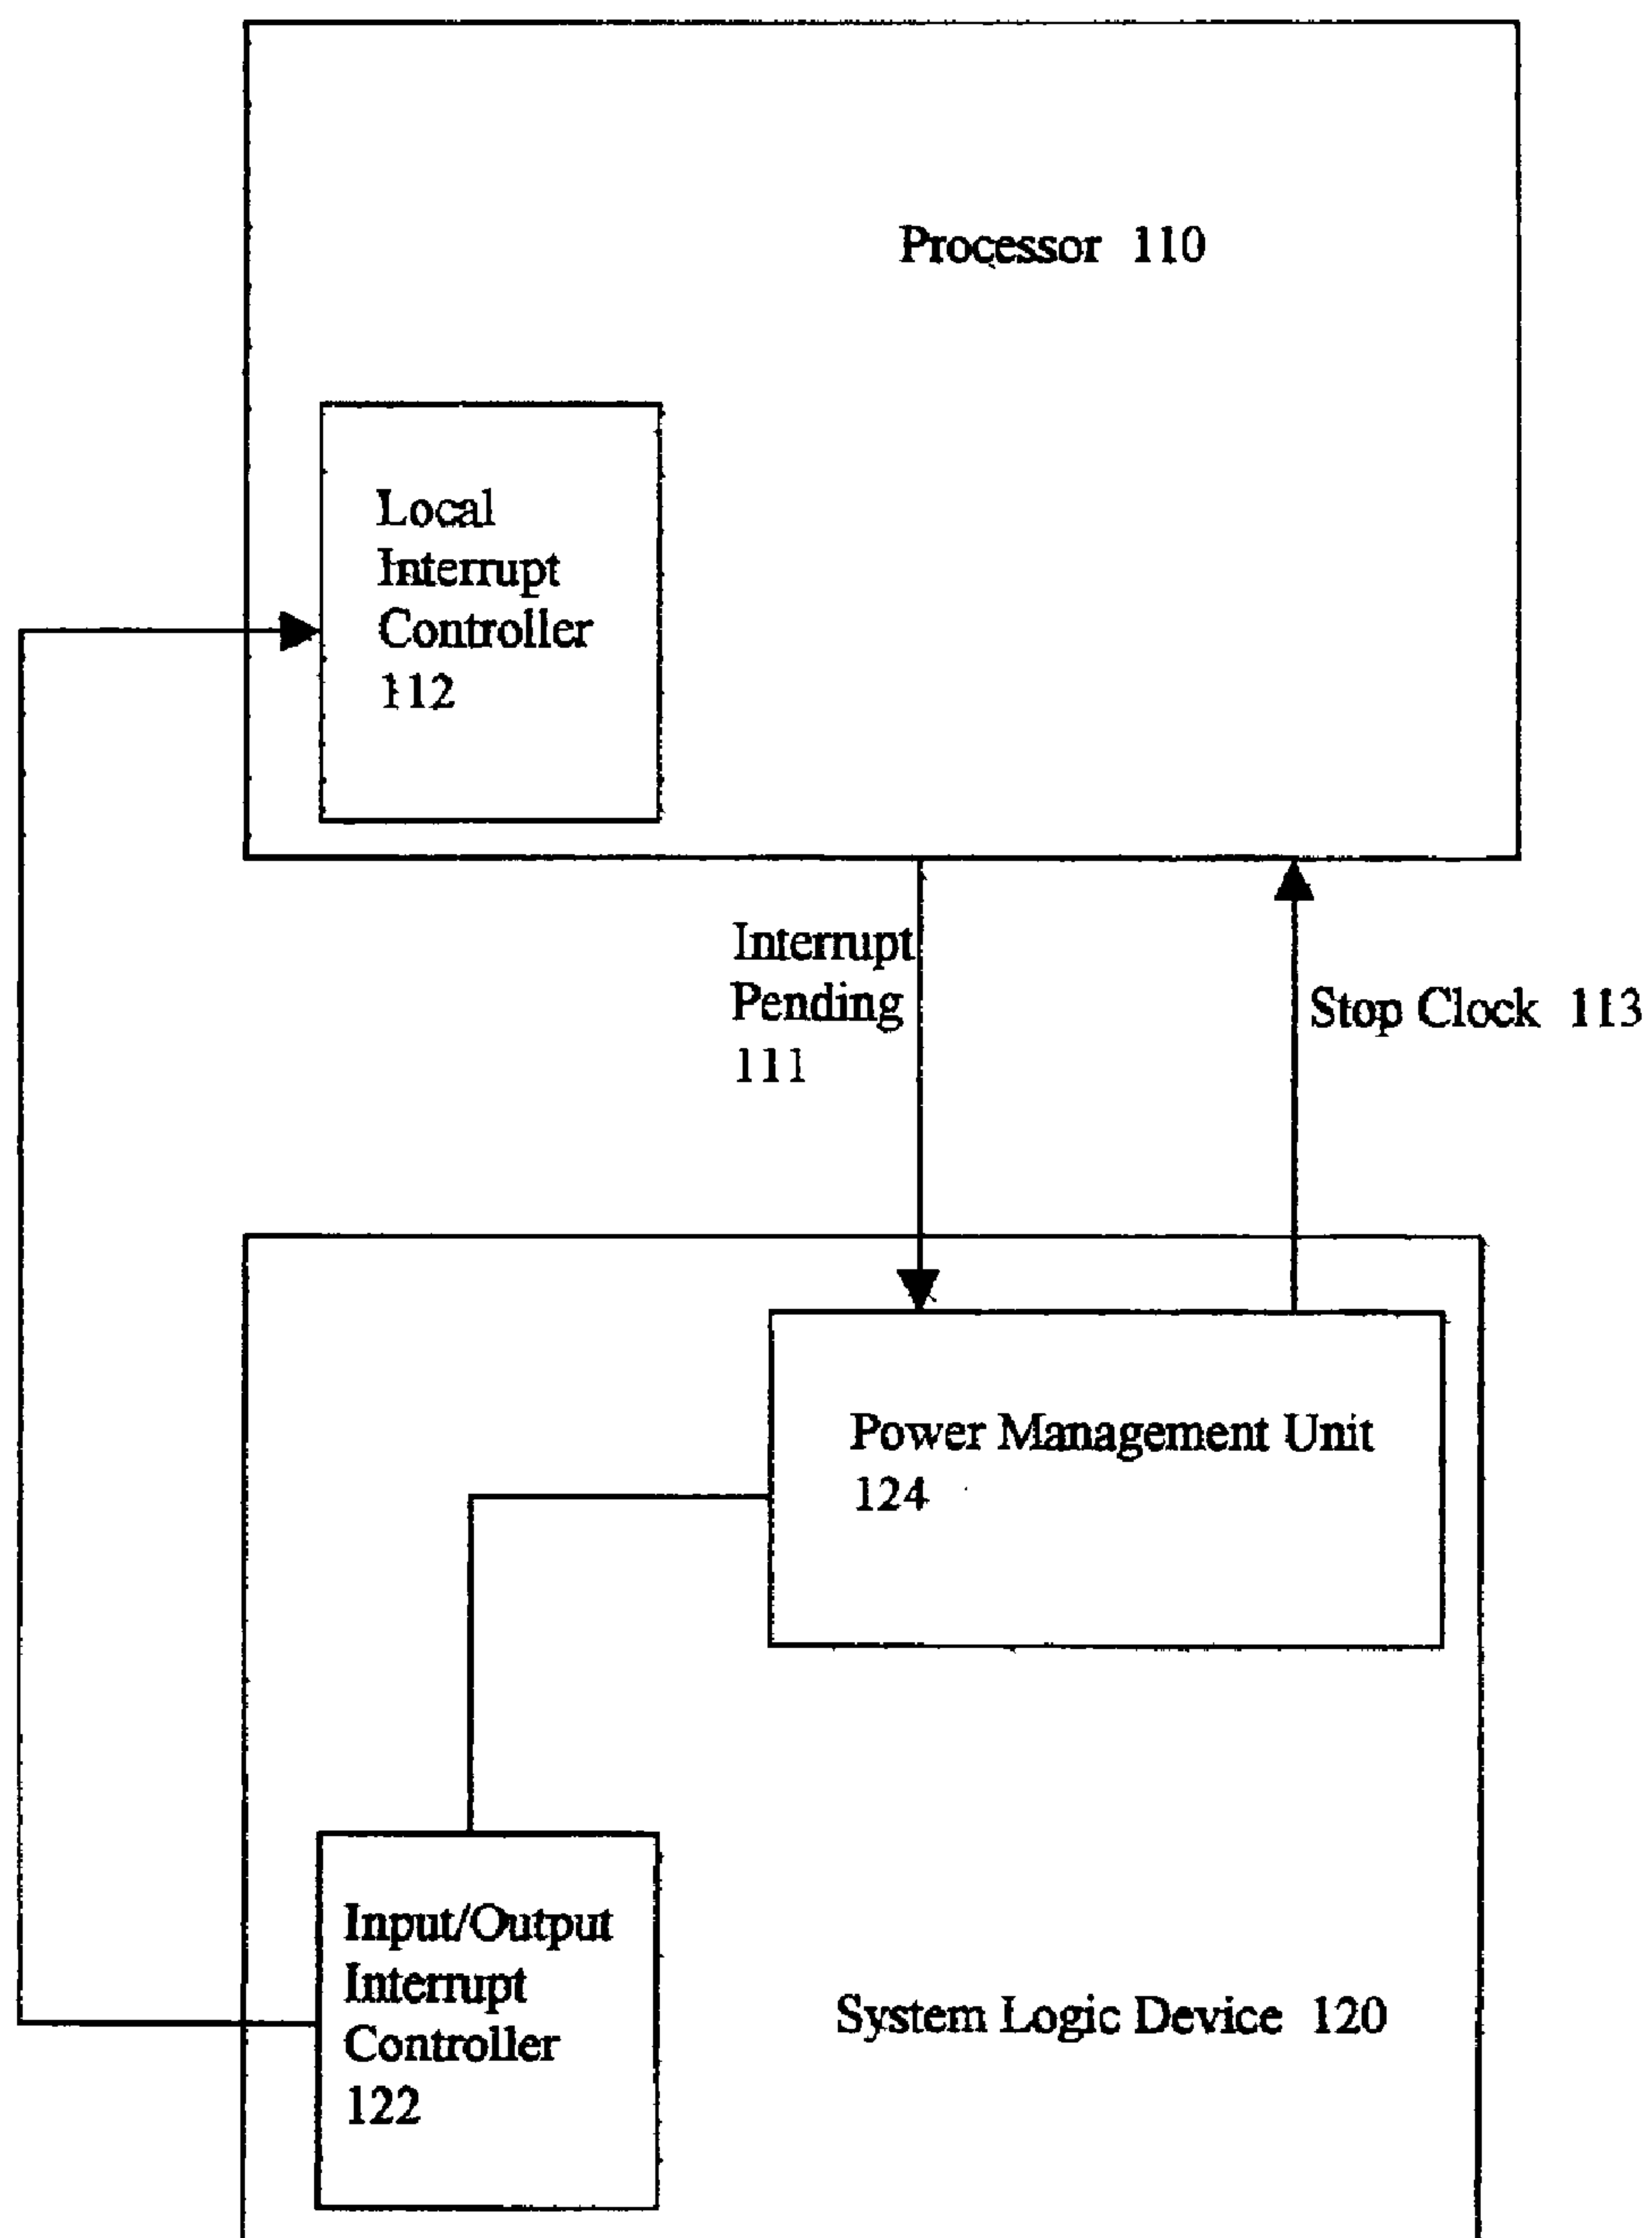 Processor 110
Local
Interrupt
Controller
112
Interrupt
Pending
111
Stop Clock 113
Power Management Unit
124
Input/Output
Interrupt
Controller
122
System Logic Device 120